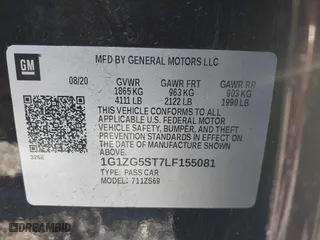 GM
MFD BY GENERAL MOTORS LLC
08/20 GVWR GAWR FRT GAWR RR
1865 KG 963 KG 903 KG
4111 LB 2122 LB 1990 LB
THIS VEHICLE CONFORMS TO ALL
APPLICABLE U.S. FEDERAL MOTOR
VEHICLE SAFETY, BUMPER, AND THEFT
PREVENTION STANDARDS IN EFFECT ON
THE DATE OF MANUFACTURE SHOWN ABOVE.
1G1ZG5ST7LF155081
TYPE: PASS CAR
MODEL: 711ZS69